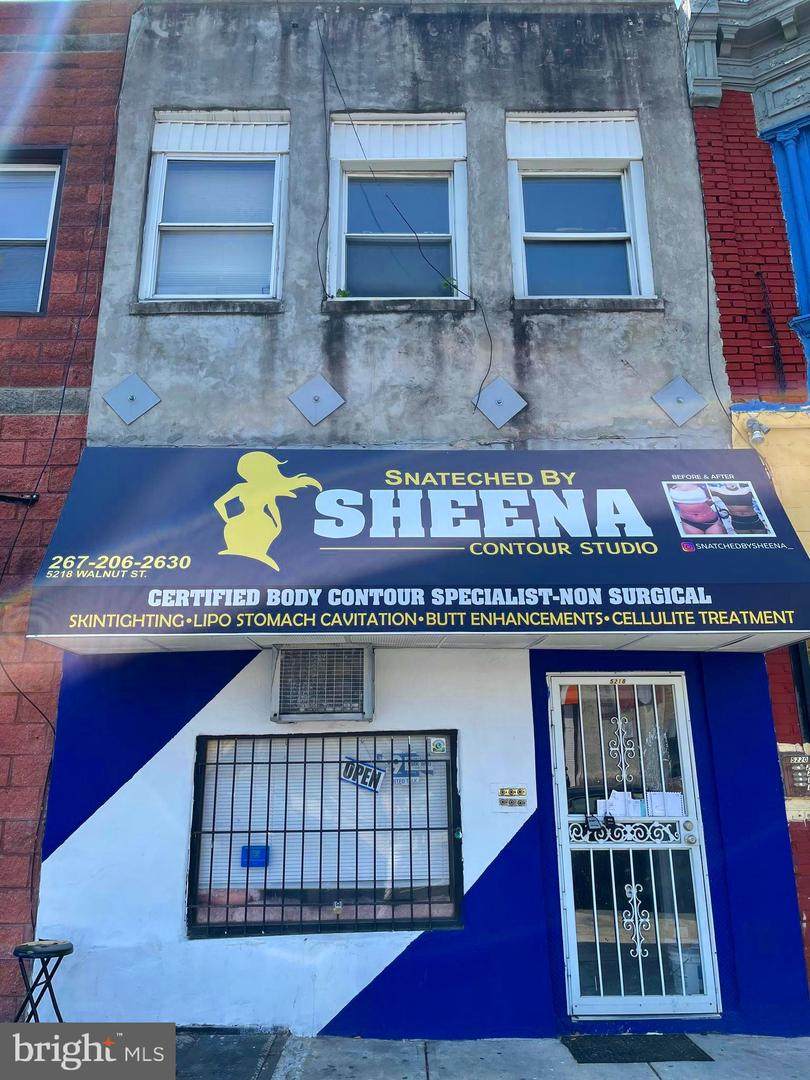 SNATECHED BY
SHEENA
CONTOUR STUDIO
BEFORE & AFTER
SNATCHEDBYSHEENA_
267-206-2630
5218 WALNUT ST.
CERTIFIED BODY CONTOUR SPECIALIST-NON SURGICAL
SKINTIGHTING•LIPO STOMACH CAVITATION•BUTT ENHANCEMENTS•CELLULITE TREATMENT
5218
OPEN
5220
bright MLS